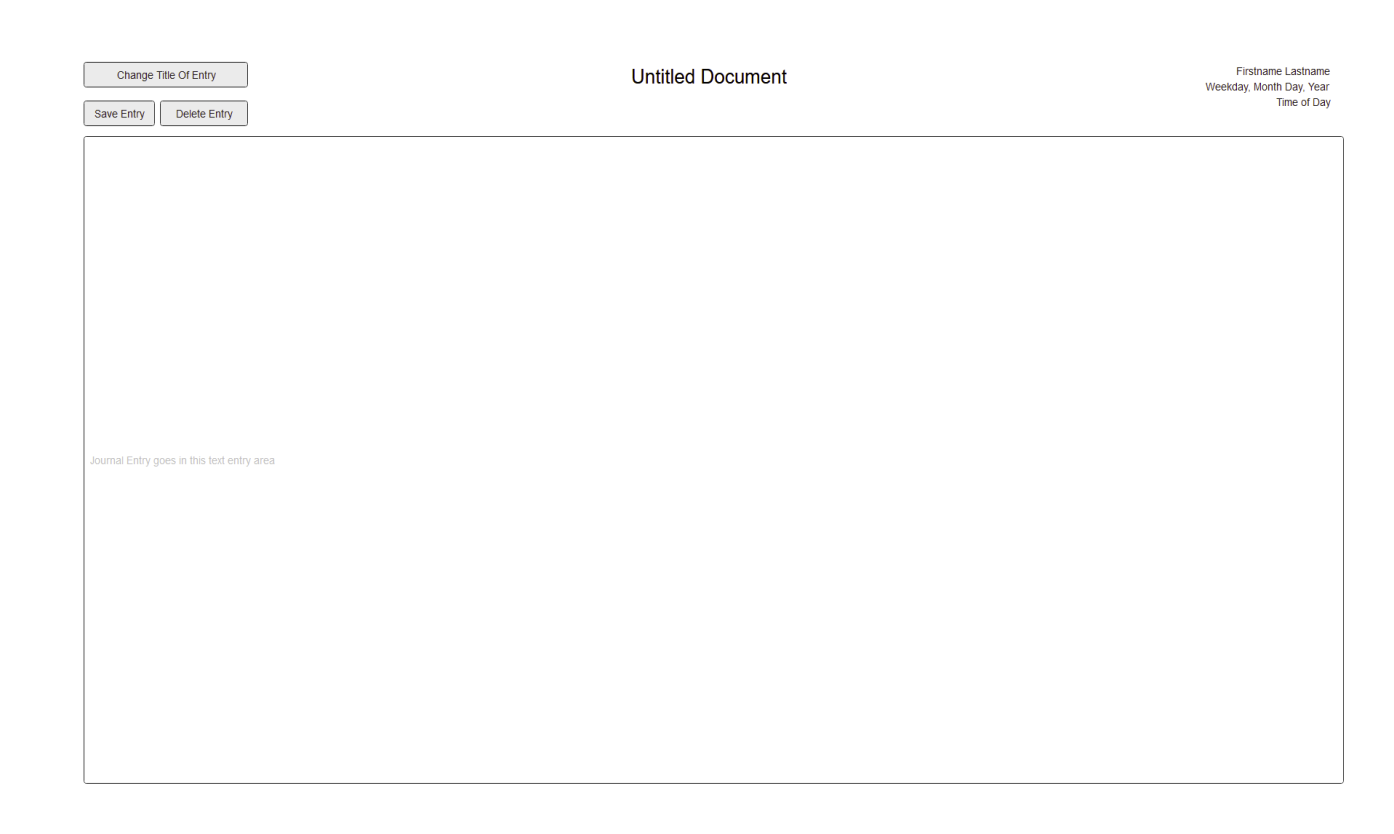 Change Title Of Entry
Untitled Document
Firstname Lastname
Weekday, Month Day, Year
Time of Day
Save Entry
Delete Entry
Journal Entry goes in this text entry area